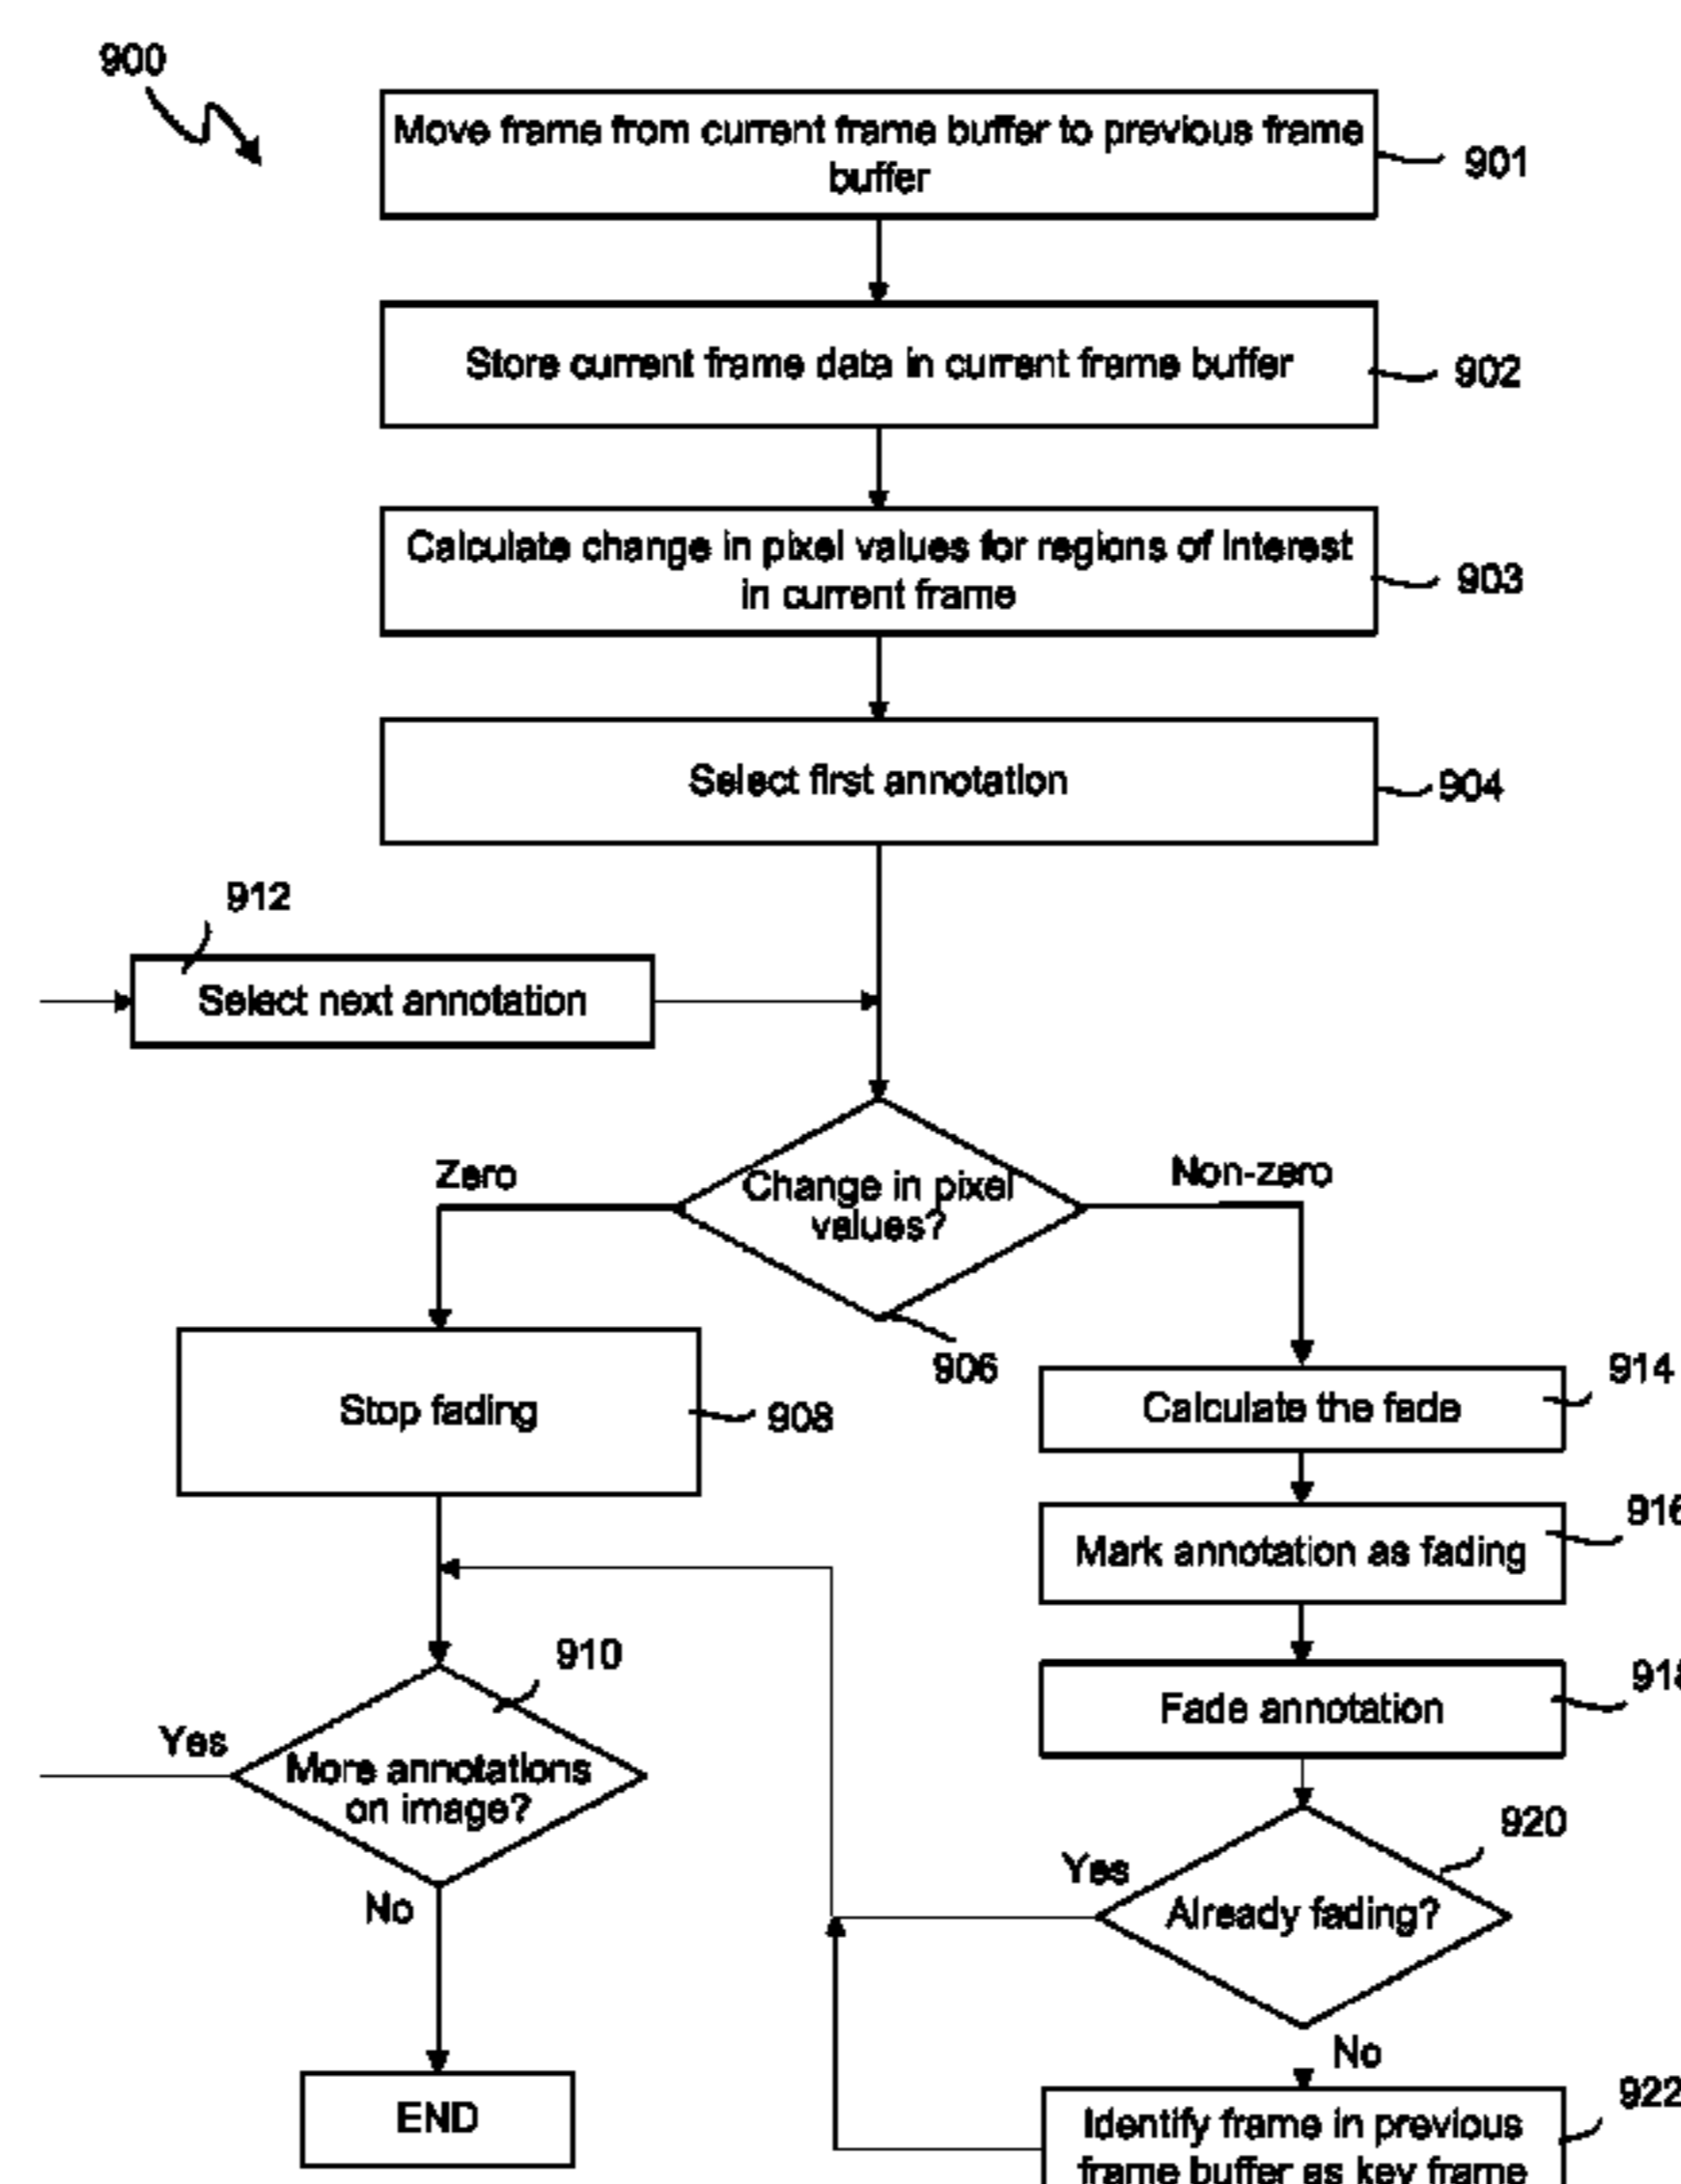 900
Move frame from current frame buffer to previous frame
buffer
901
Store current frame data in current frame buffer
902
Calculate change in pixel values for regions of interest
in current frame
903
Select first annotation
904
912
Select next annotation
Zero
Change in pixel
values?
Non-zero
906
Stop fading
908
Calculate the fade
914
Mark annotation as fading
916
Fade annotation
918
910
Yes
More annotations
on image?
No
END
920
Yes
Already fading?
No
922
Identify frame in previous
frame buffer as key frame